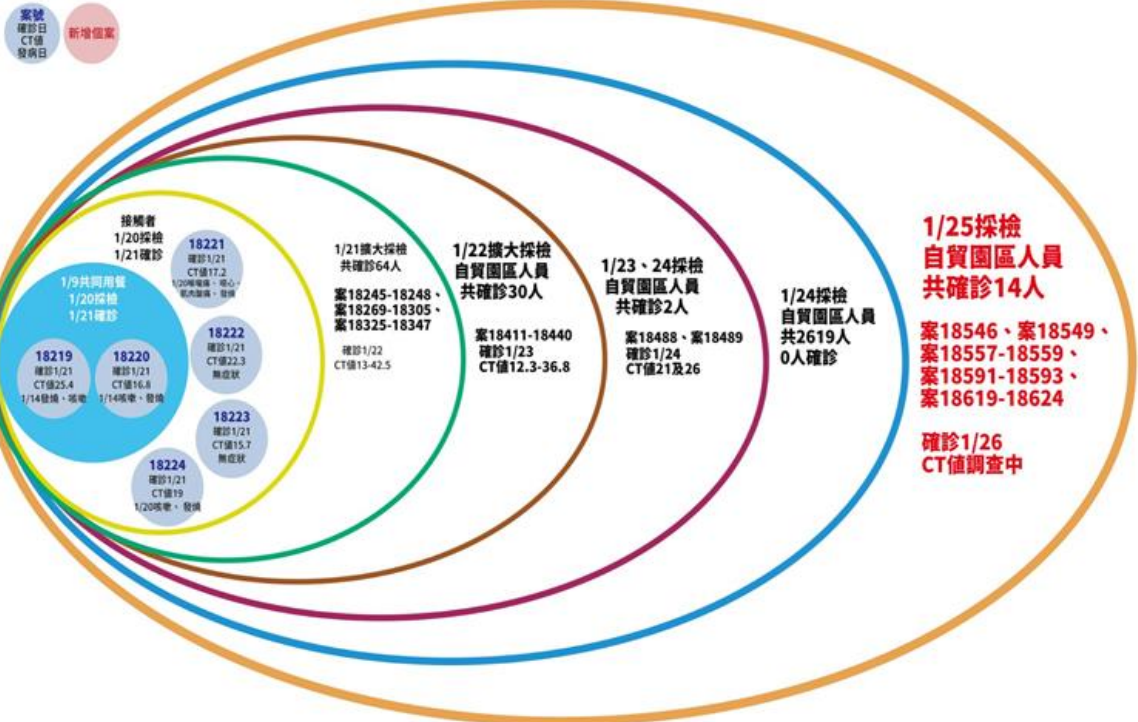 案號
確診日
CT值
發病日
新增個案
接觸者
1/20採檢
1/21確診
18221
確診1/21
CT值17.2
1/20喉嚨痛、噁心、
肌肉酸痛、發燒
1/9共同用餐
1/20採檢
1/21確診
18219
確診1/21
CT值25.4
1/14發燒、咳嗽
18220
確診1/21
CT值16.8
1/14咳嗽、發燒
18222
確診1/21
CT值22.3
無症狀
18223
確診1/21
CT值15.7
無症狀
18224
確診1/21
CT值19
1/20咳嗽、發燒
1/21擴大採檢
共確診64人
案18245-18248、
案18269-18305、
案18325-18347
確診1/22
CT值13-42.5
1/22擴大採檢
自貿園區人員
共確診30人
案18411-18440
確診1/23
CT值12.3-36.8
1/23、24採檢
自貿園區人員
共確診2人
案18488、案18489
確診1/24
CT值21及26
1/24採檢
自貿園區人員
共2619人
0人確診
1/25採檢
自貿園區人員
共確診14人
案18546、案18549、
案18557-18559、
案18591-18593、
案18619-18624
確診1/26
CT值調查中